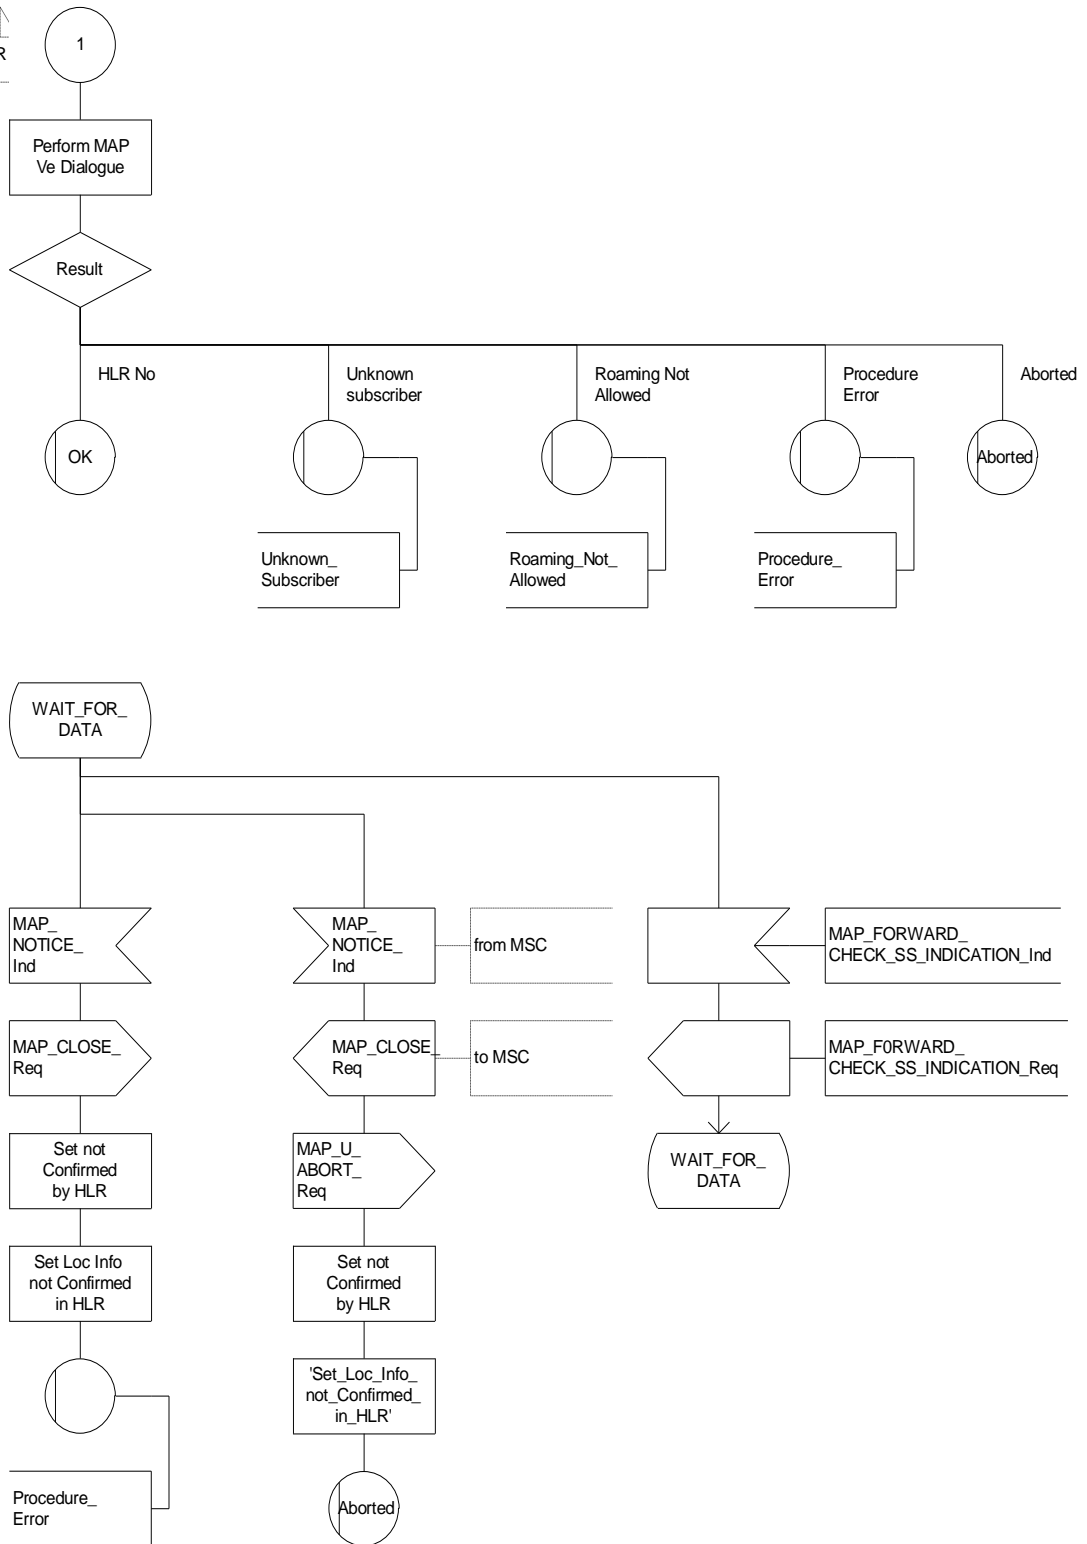 R
1
Perform MAP
Ve Dialogue
Result
HLR No
Unknown
subscriber
Roaming Not
Allowed
Procedure
Error
Aborted
OK
Aborted
Unknown_
Subscriber
Roaming_Not_
Allowed
Procedure_
Error
WAIT_FOR_
DATA
MAP_
NOTICE_
Ind
MAP_
NOTICE_
Ind
from MSC
MAP_FORWARD_
CHECK_SS_INDICATION_Ind
MAP_CLOSE_
Req
MAP_CLOSE_
Req
to MSC
MAP_F0RWARD_
CHECK_SS_INDICATION_Req
Set not
Confirmed
by HLR
MAP_U_
ABORT_
Req
WAIT_FOR_
DATA
Set Loc Info
not Confirmed
in HLR
Set not
Confirmed
by HLR
'Set_Loc_Info_
not_Confirmed_
in_HLR'
Procedure_
Error
Aborted